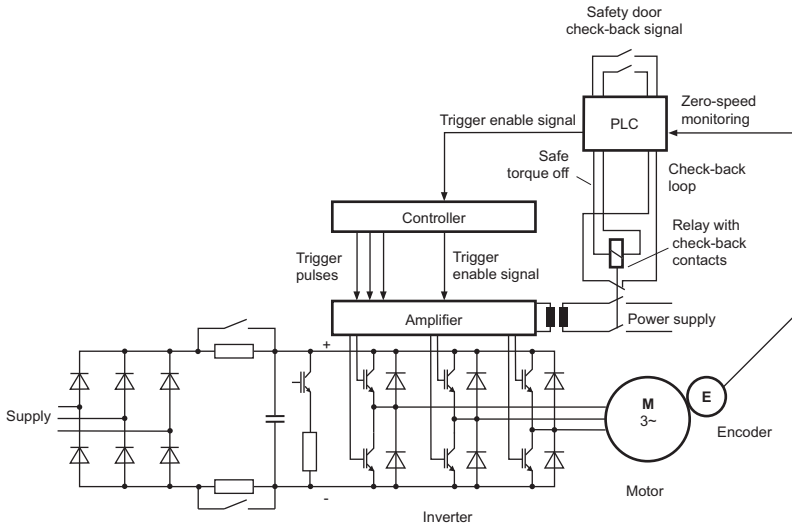 Safety door
check-back signal
Trigger enable signal
PLC
Zero-speed
monitoring
Safe
torque off
Check-back
loop
Controller
Relay with
check-back
contacts
Trigger
pulses
Trigger
enable signal
Amplifier
Power supply
+
Supply
M
3~
E
Encoder
-
Motor
Inverter